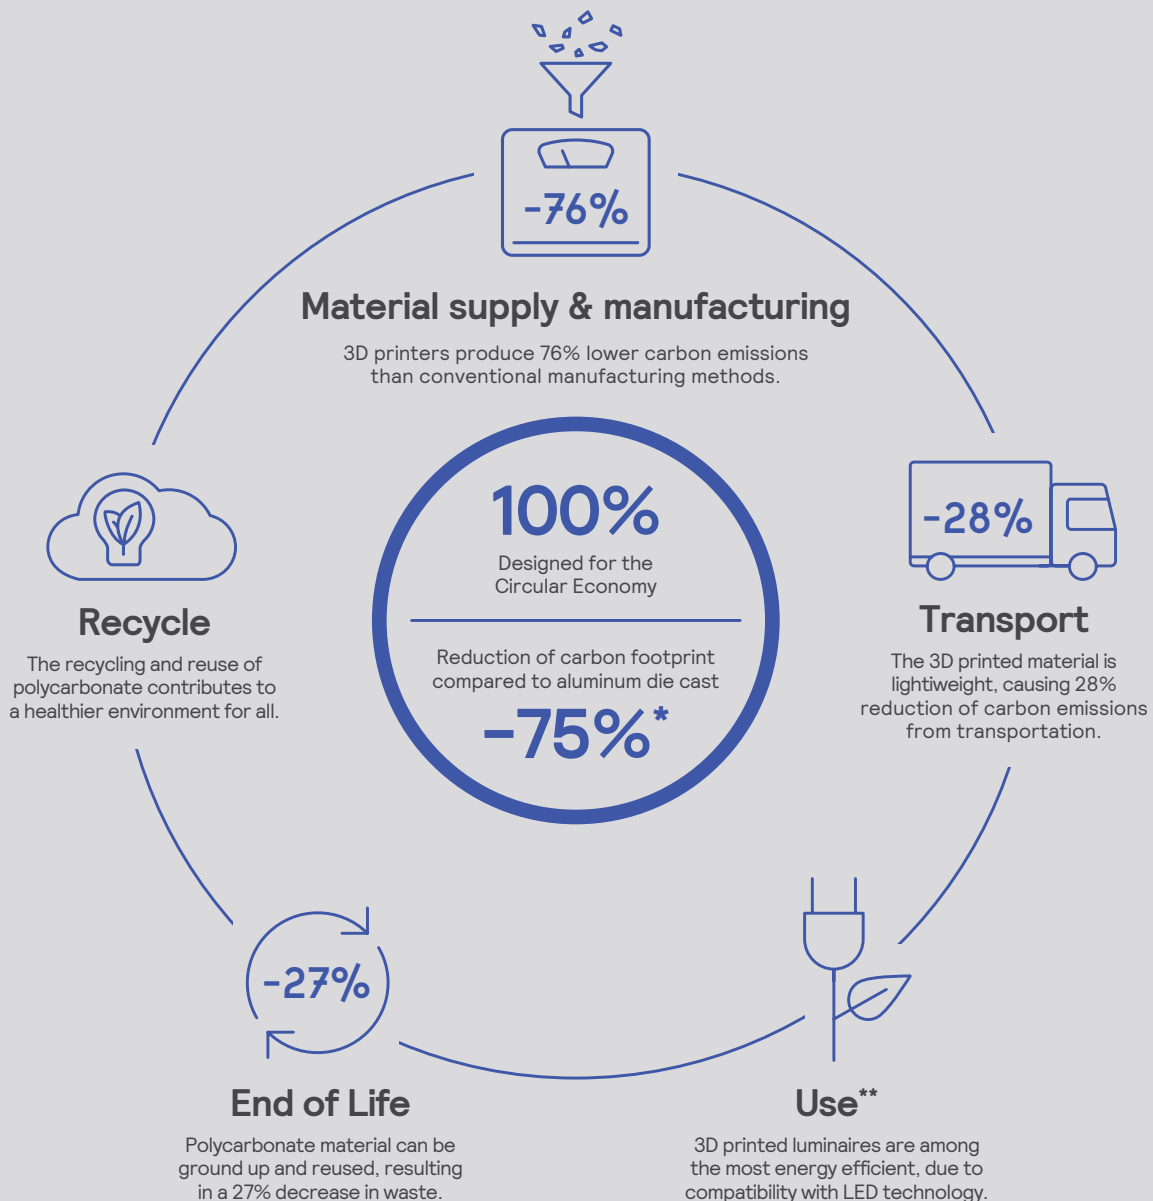 -76%
Material supply & manufacturing
3D printers produce 76% lower carbon emissions
than conventional manufacturing methods.
100%
Designed for the
Circular Economy
Reduction of carbon footprint
compared to aluminum die cast
-75%*
-28%
Transport
The 3D printed material is
lightiweight, causing 28%
reduction of carbon emissions
from transportation.
Use**
3D printed luminaires are among
the most energy efficient, due to
compatibility with LED technology.
-27%
End of Life
Polycarbonate material can be
ground up and reused, resulting
in a 27% decrease in waste.
Recycle
The recycling and reuse of
polycarbonate contributes to
a healthier environment for all.